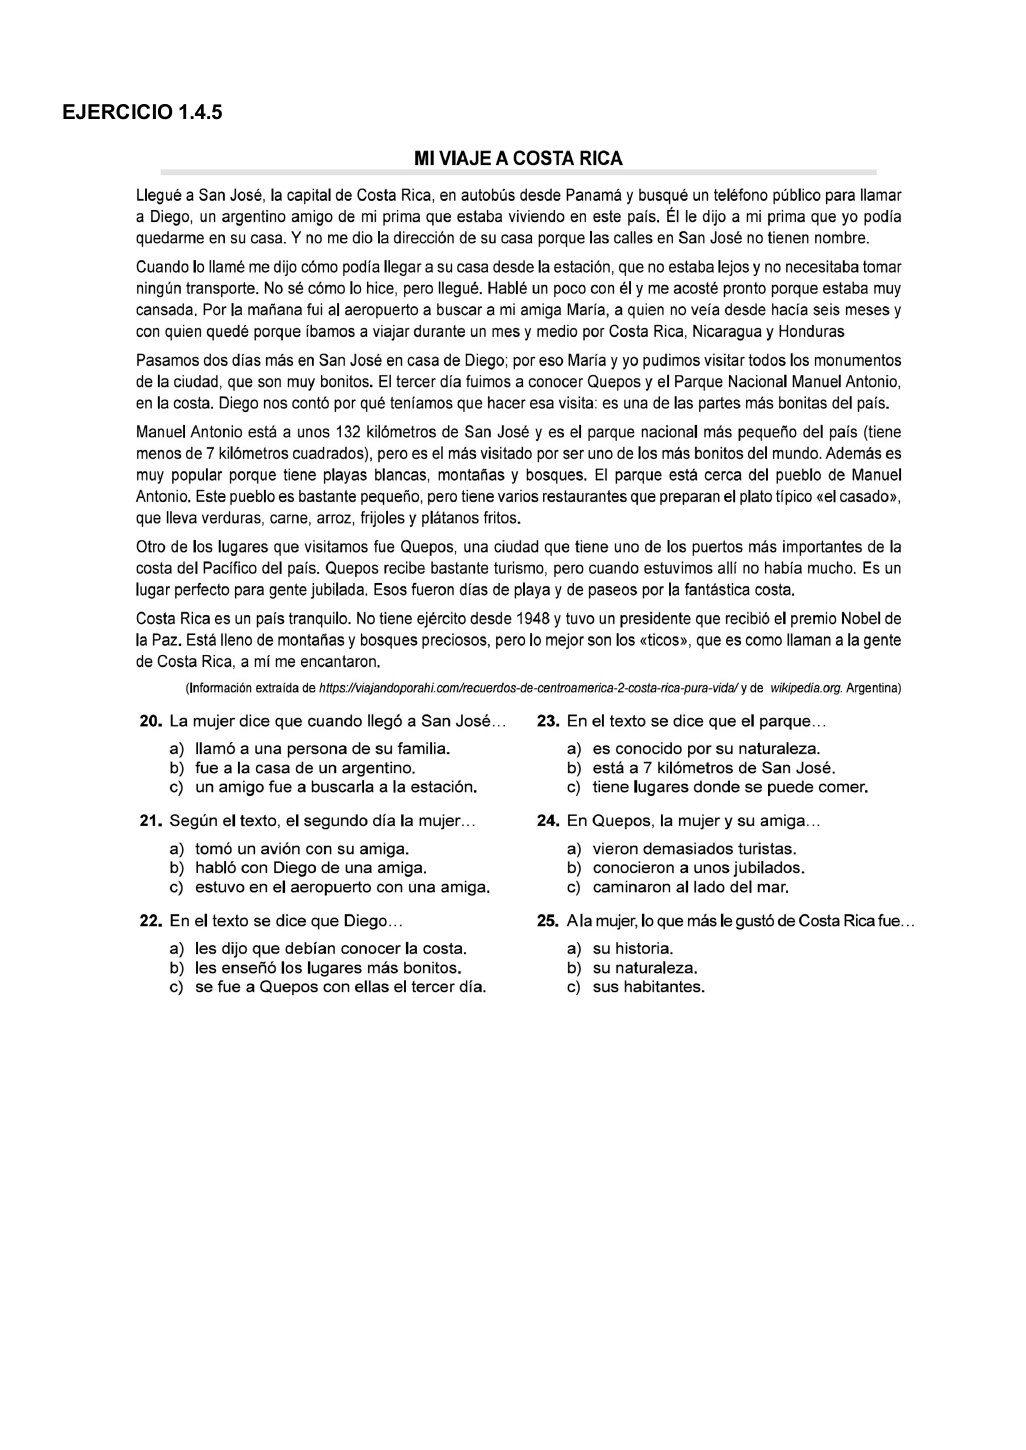 EJERCICIO 1.4.5
MI VIAJE A COSTA RICA
Llegué a San José, la capital de Costa Rica, en autobús desde Panamá y busqué un teléfono público para llamar
a Diego, un argentino amigo de mi prima que estaba viviendo en este país. Él le dijo a mi prima que yo podía
quedarme en su casa. Y no me dio la dirección de su casa porque las calles en San José no tienen nombre.
Cuando lo llamé me dijo cómo podía llegar a su casa desde la estación, que no estaba lejos y no necesitaba tomar
ningún transporte. No sé cómo lo hice, pero llegué. Hablé un poco con él y me acosté pronto porque estaba muy
cansada. Por la mañana fui al aeropuerto a buscar a mi amiga María, a quien no veía desde hacía seis meses y
con quien quedé porque íbamos a viajar durante un mes y medio por Costa Rica, Nicaragua y Honduras
Pasamos dos días más en San José en casa de Diego; por eso María y yo pudimos visitar todos los monumentos
de la ciudad, que son muy bonitos. El tercer día fuimos a conocer Quepos y el Parque Nacional Manuel Antonio,
en la costa. Diego nos contó por qué teníamos que hacer esa visita: es una de las partes más bonitas del país.
Manuel Antonio está a unos 132 kilómetros de San José y es el parque nacional más pequeño del país (tiene
menos de 7 kilómetros cuadrados), pero es el más visitado por ser uno de los más bonitos del mundo. Además es
muy popular porque tiene playas blancas, montañas y bosques. El parque está cerca del pueblo de Manuel
Antonio. Este pueblo es bastante pequeño, pero tiene varios restaurantes que preparan el plato típico «el casado»,
que lleva verduras, carne, arroz, frijoles y plátanos fritos.
Otro de los lugares que visitamos fue Quepos, una ciudad que tiene uno de los puertos más importantes de la
costa del Pacífico del país. Quepos recibe bastante turismo, pero cuando estuvimos allí no había mucho. Es un
lugar perfecto para gente jubilada. Esos fueron días de playa y de paseos por la fantástica costa.
Costa Rica es un país tranquilo. No tiene ejército desde 1948 y tuvo un presidente que recibió el premio Nobel de
la Paz. Está lleno de montañas y bosques preciosos, pero lo mejor son los «ticos», que es como llaman a la gente
de Costa Rica, a mí me encantaron.
(Información extraída de https://viajandoporahi.com/recuerdos-de-centroamerica-2-costa-rica-pura-vida/ y de wikipedia.org. Argentina)
20. La mujer dice que cuando llegó a San José…
a) llamó a una persona de su familia.
b) fue a la casa de un argentino.
c) un amigo fue a buscarla a la estación.
21. Según el texto, el segundo día la mujer…
a) tomó un avión con su amiga.
b) habló con Diego de una amiga.
c) estuvo en el aeropuerto con una amiga.
22. En el texto se dice que Diego…
a) les dijo que debían conocer la costa.
b) les enseñó los lugares más bonitos.
c) se fue a Quepos con ellas el tercer día.
23. En el texto se dice que el parque…
a) es conocido por su naturaleza.
b) está a 7 kilómetros de San José.
c) tiene lugares donde se puede comer.
24. En Quepos, la mujer y su amiga…
a) vieron demasiados turistas.
b) conocieron a unos jubilados.
c) caminaron al lado del mar.
25. A la mujer, lo que más le gustó de Costa Rica fue…
a) su historia.
b) su naturaleza.
c) sus habitantes.